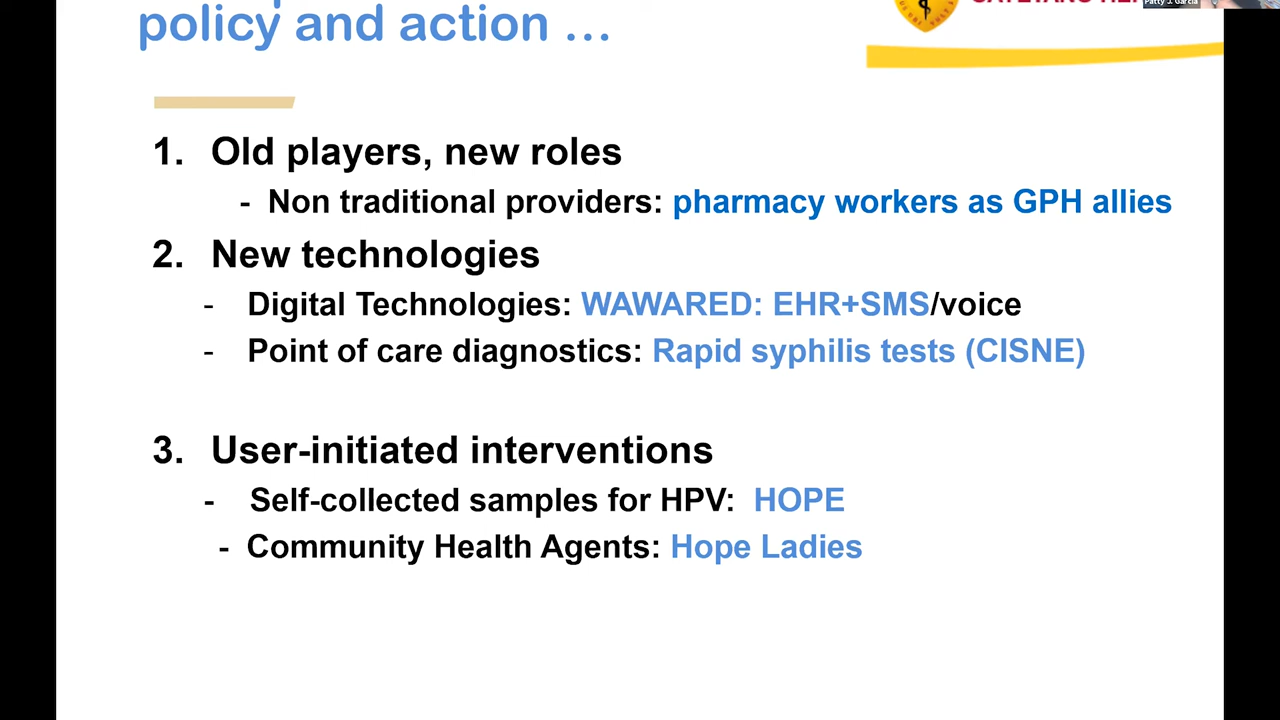 policy and action …
Patty J. Garcia
1. Old players, new roles
- Non traditional providers: pharmacy workers as GPH allies
2. New technologies
- Digital Technologies: WAWARED: EHR+SMS/voice
- Point of care diagnostics: Rapid syphilis tests (CISNE)
3. User-initiated interventions
- Self-collected samples for HPV: HOPE
- Community Health Agents: Hope Ladies